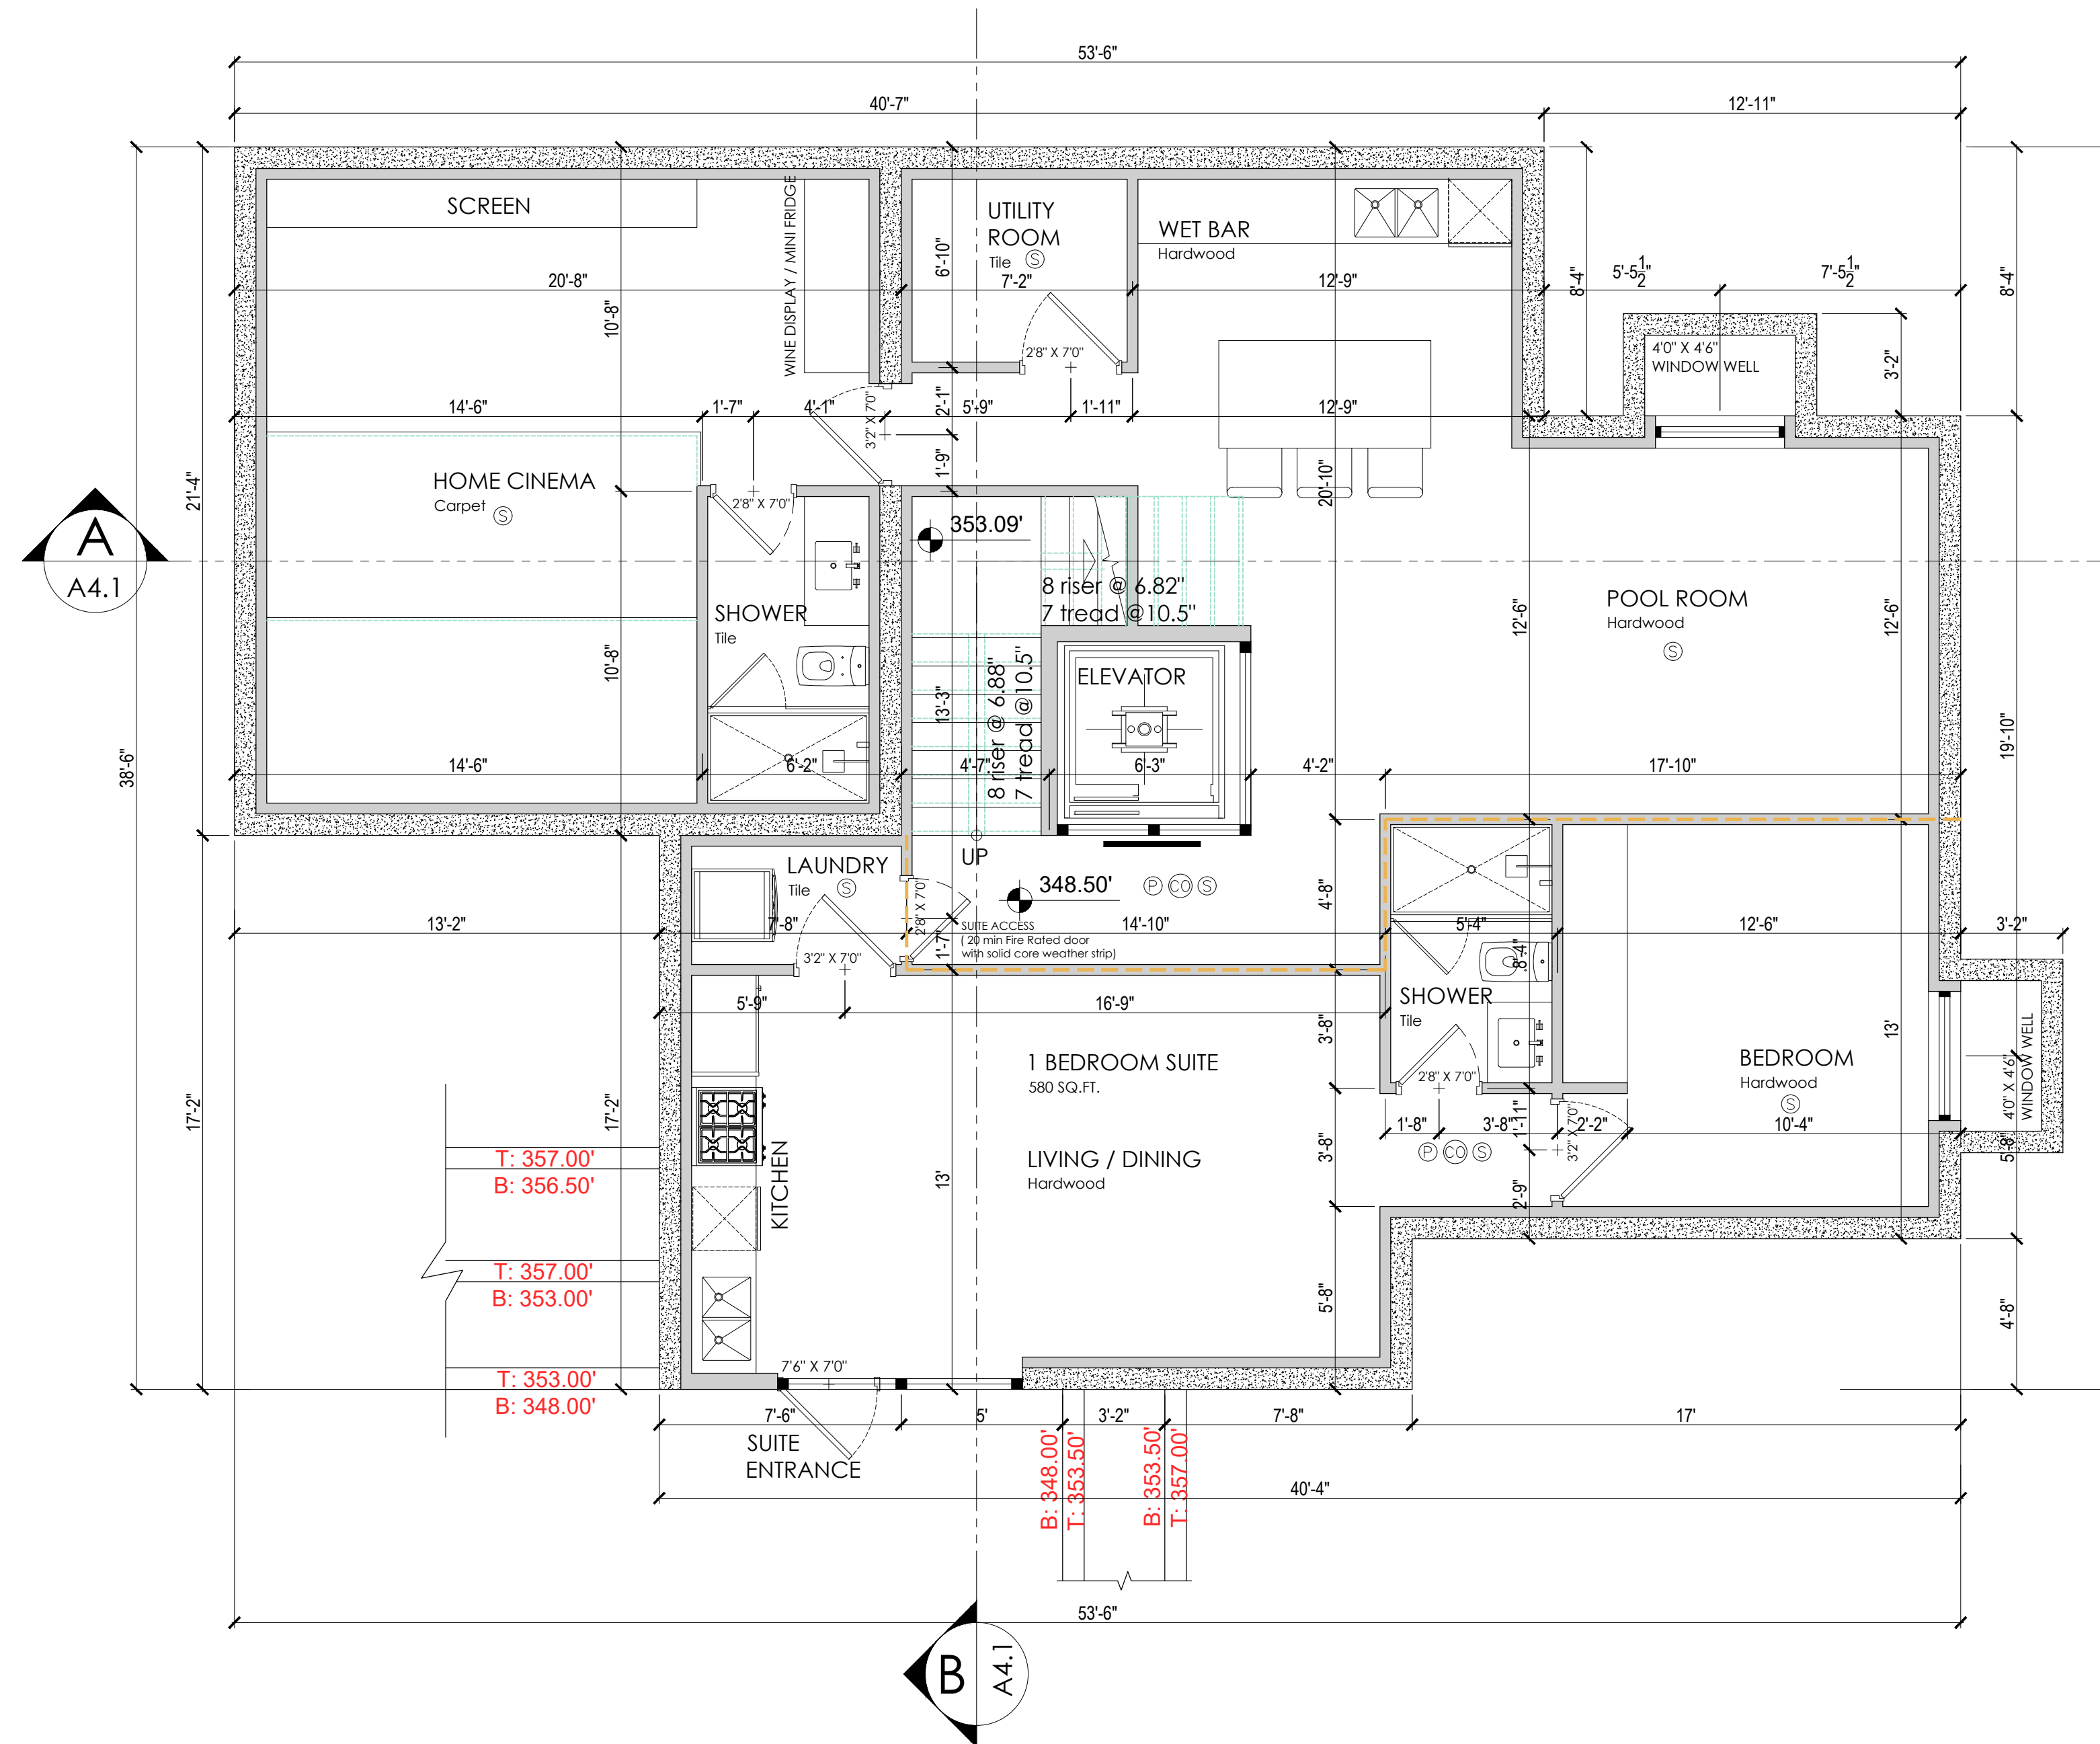 53'-6"
40'-7"
12'-11"
SCREEN
WINE DISPLAY / MINI FRIDGE
UTILITY
ROOM
Tile Ⓢ
6'-10"
7'-2"
WET BAR
Hardwood
12'-9"
20'-8"
10'-8"
8'-4"
5'-5 1/2"
7'-5 1/2"
8'-4"
4'0" X 4'6"
WINDOW WELL
3'-2"
2'8" X 7'0"
14'-6"
1'-7"
4'-1"
3'2" X 7'0"
2'-1"
5'-9"
1'-11"
12'-9"
1'-9"
20'-10"
21'-4"
HOME CINEMA
Carpet Ⓢ
2'8" X 7'0"
353.09'
A
A4.1
8 riser @ 6.82"
7 tread @10.5"
SHOWER
Tile
POOL ROOM
Hardwood
Ⓢ
12'-6"
12'-6"
10'-8"
13'-3"
8 riser @ 6.88"
7 tread @10.5"
ELEVATOR
19'-10"
38'-6"
14'-6"
6'-2"
4'-7"
6'-3"
4'-2"
17'-10"
UP
LAUNDRY
Tile Ⓢ
348.50'
Ⓟ CO Ⓢ
2'8" X 7'0"
4'-8"
13'-2"
7'-8"
1'-7"
SUITE ACCESS
( 20 min Fire Rated door
with solid core weather strip)
14'-10"
5'-4"
8'-4"
12'-6"
3'-2"
3'2" X 7'0"
5'-9"
16'-9"
3'-8"
SHOWER
Tile
13'
1 BEDROOM SUITE
580 SQ.FT.
BEDROOM
Hardwood
Ⓢ
4'0" X 4'6"
WINDOW WELL
2'8" X 7'0"
17'-2"
17'-2"
1'-8"
3'-8"
1'-11"
3'2" X 7'0"
2'-2"
10'-4"
5'-8"
KITCHEN
13'
LIVING / DINING
Hardwood
3'-8"
Ⓟ CO Ⓢ
2'-9"
T: 357.00'
B: 356.50'
T: 357.00'
B: 353.00'
5'-8"
4'-8"
T: 353.00'
B: 348.00'
7'6" X 7'0"
7'-6"
5'
3'-2"
7'-8"
17'
SUITE
ENTRANCE
B: 348.00'
T: 353.50'
B: 353.50'
T: 357.00'
40'-4"
53'-6"
B
A4.1